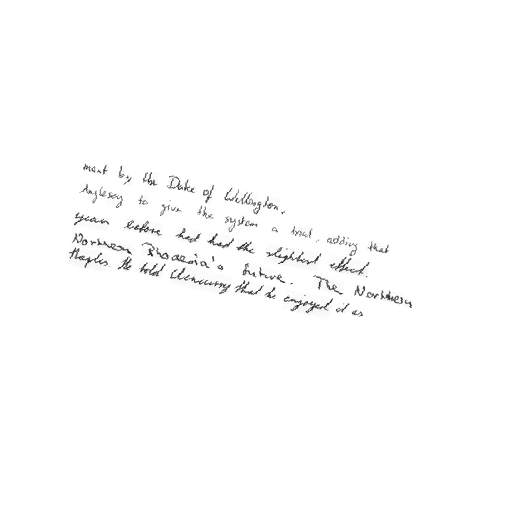 ment by the Duke of Wellington.
Anglesey to give the system a trial, adding that
years before had had the slightest effect.
Northern Rhodesia's future. The Northern
Naples. He told Clemency that he enjoyed it as